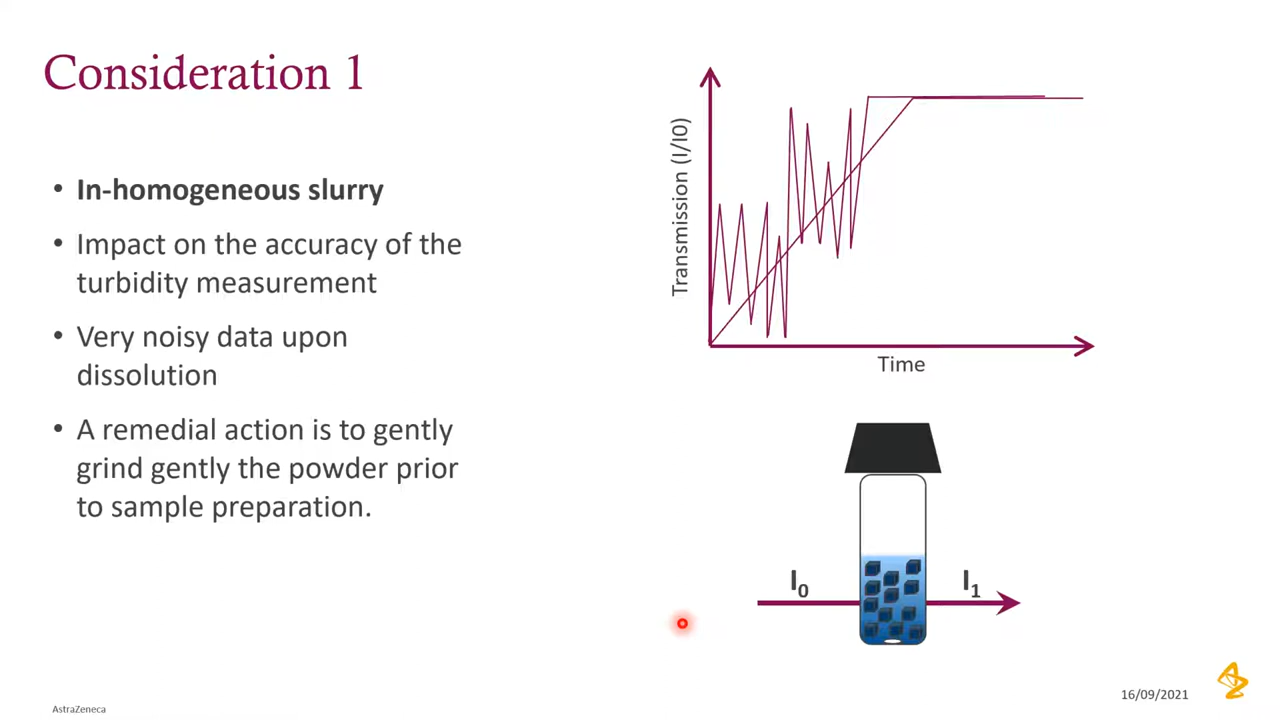 Consideration 1
• In-homogeneous slurry
• Impact on the accuracy of the
turbidity measurement
• Very noisy data upon
dissolution
• A remedial action is to gently
grind gently the powder prior
to sample preparation.
Transmission (I/I0)
Time
I0
I1
16/09/2021
AstraZeneca